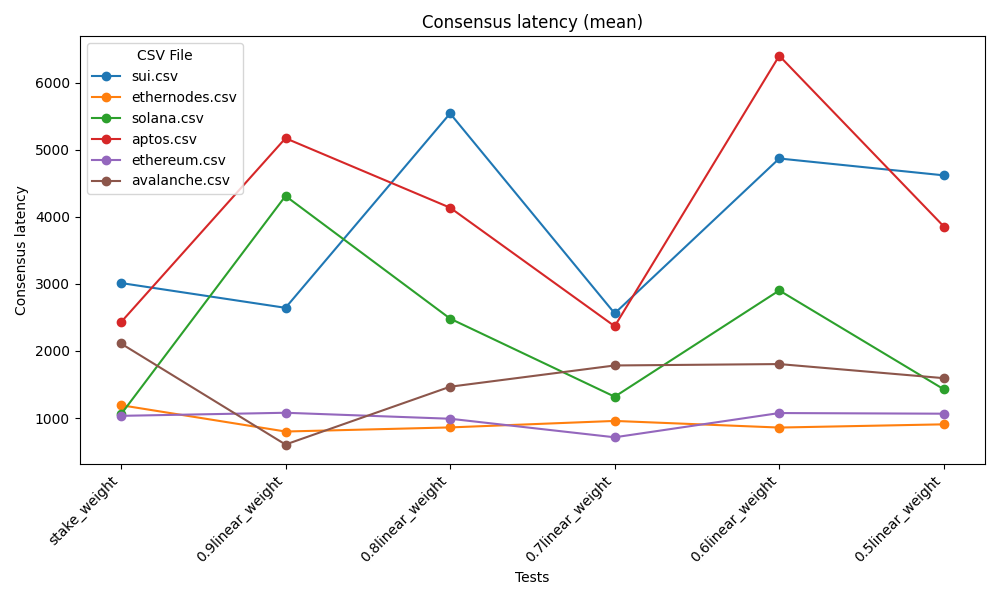 Consensus latency (mean)
CSV File
sui.csv
ethernodes.csv
solana.csv
aptos.csv
ethereum.csv
avalanche.csv
Consensus latency
6000
5000
4000
3000
2000
1000
stake_weight
0.9linear_weight
0.8linear_weight
0.7linear_weight
0.6linear_weight
0.5linear_weight
Tests